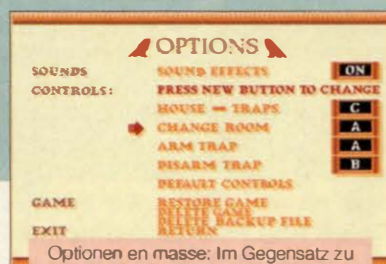 OPTIONS
SOUNDS SOUND EFFECTS ON
CONTROLS: PRESS NEW BUTTON TO CHANGE
HOUSE — TRAPS C
CHANGE ROOM A
ARM TRAP A
DISARM TRAP B
DEFAULT CONTROLS
GAME RESTORE GAME
DELETE GAME
DELETE BACKUP FILE
EXIT RETURN
Optionen en masse: Im Gegensatz zu